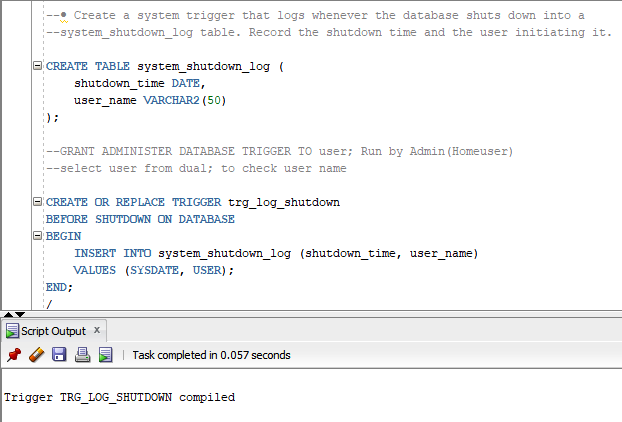 --● Create a system trigger that logs whenever the database shuts down into a
--system_shutdown_log table. Record the shutdown time and the user initiating it.
CREATE TABLE system_shutdown_log (
shutdown_time DATE,
user_name VARCHAR2(50)
);
--GRANT ADMINISTER DATABASE TRIGGER TO user; Run by Admin(Homeuser)
--select user from dual; to check user name
CREATE OR REPLACE TRIGGER trg_log_shutdown
BEFORE SHUTDOWN ON DATABASE
BEGIN
INSERT INTO system_shutdown_log (shutdown_time, user_name)
VALUES (SYSDATE, USER);
END;
/
Script Output x
Task completed in 0.057 seconds
Trigger TRG_LOG_SHUTDOWN compiled